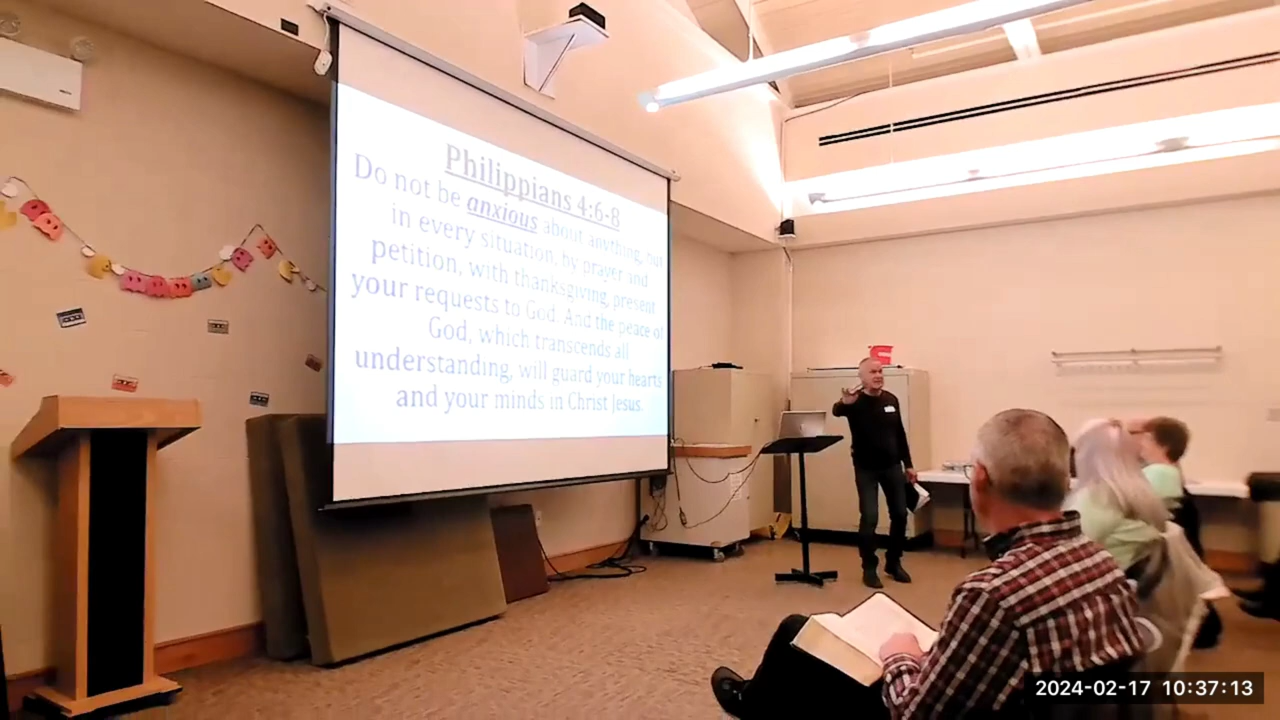 Philippians 4:6-8
Do not be anxious about anything, but
in every situation, by prayer and
petition, with thanksgiving, present
your requests to God. And the peace of
God, which transcends all
understanding, will guard your hearts
and your minds in Christ Jesus.
2024-02-17 10:37:13